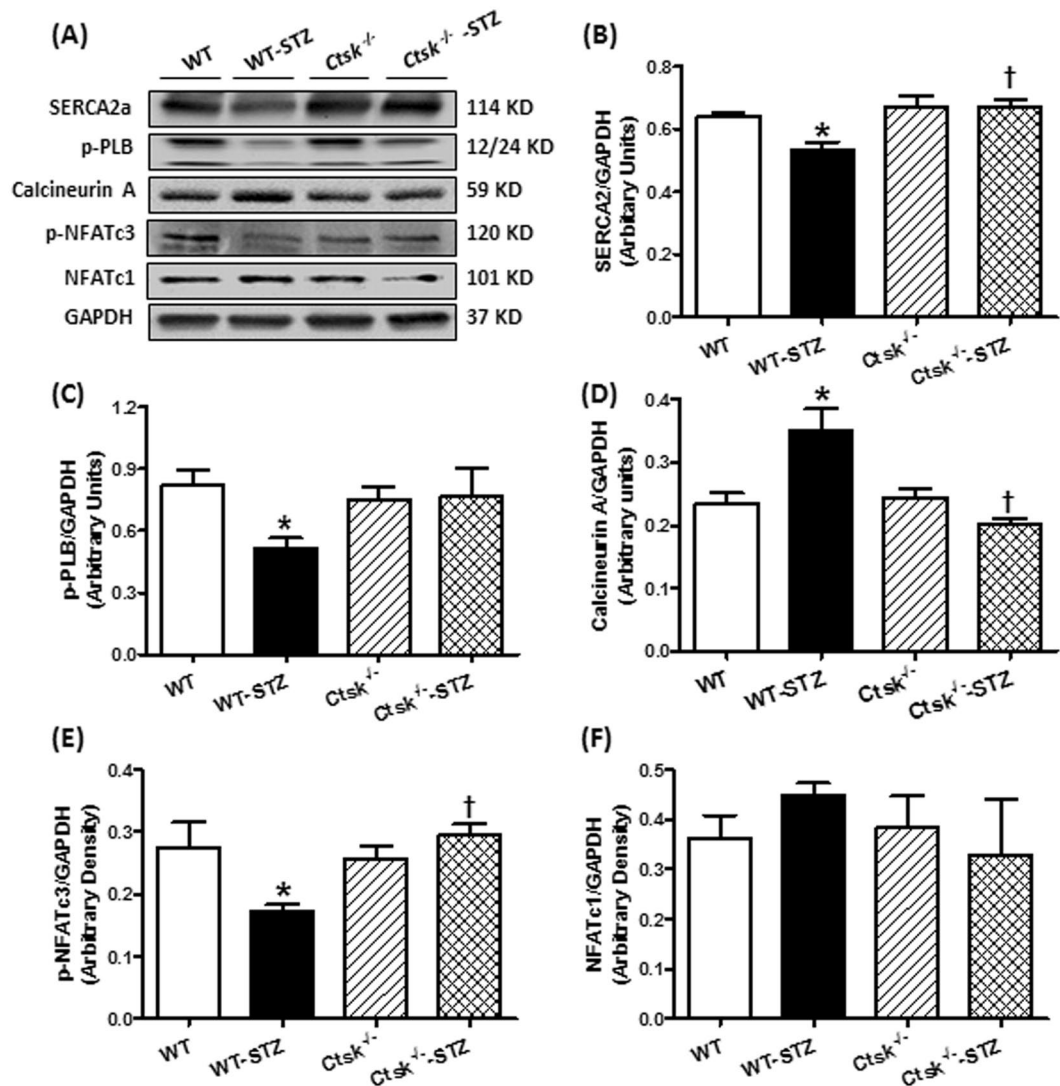 (A)
WT WT-STZ Ctsk-/- Ctsk-/- -STZ
SERCA2a 114 KD
p-PLB 12/24 KD
Calcineurin A 59 KD
p-NFATc3 120 KD
NFATc1 101 KD
GAPDH 37 KD
(B)
SERCA2/GAPDH
(Arbitary Units)
0.8
0.6
0.4
0.2
0.0
*
†
WT WT-STZ Ctsk-/- Ctsk-/--STZ
(C)
p-PLB/GAPDH
(Arbitrary Units)
1.2
0.9
0.6
0.3
0.0
*
WT WT-STZ Ctsk-/- Ctsk-/--STZ
(D)
Calcineurin A/GAPDH
(Arbitrary units)
0.4
0.3
0.2
0.1
0.0
*
†
WT WT-STZ Ctsk-/- Ctsk-/--STZ
(E)
p-NFATc3/GAPDH
(Arbitrary Density)
0.4
0.3
0.2
0.1
0.0
*
†
WT WT-STZ Ctsk-/- Ctsk-/--STZ
(F)
NFATc1/GAPDH
(Arbitrary Density)
0.5
0.4
0.3
0.2
0.1
0.0
WT WT-STZ Ctsk-/- Ctsk-/--STZ